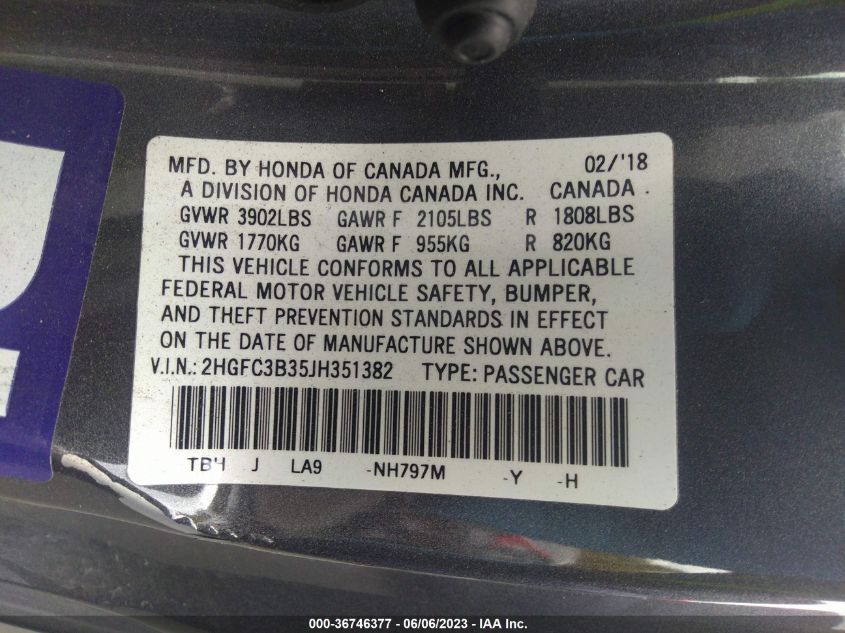 MFD. BY HONDA OF CANADA MFG., 02/'18
A DIVISION OF HONDA CANADA INC. CANADA
GVWR 3902LBS GAWR F 2105LBS R 1808LBS
GVWR 1770KG GAWR F 955KG R 820KG
THIS VEHICLE CONFORMS TO ALL APPLICABLE
FEDERAL MOTOR VEHICLE SAFETY, BUMPER,
AND THEFT PREVENTION STANDARDS IN EFFECT
ON THE DATE OF MANUFACTURE SHOWN ABOVE.
V.I.N.: 2HGFC3B35JH351382 TYPE: PASSENGER CAR
TBH J LA9 -NH797M -Y -H
000-36746377 - 06/06/2023 - IAA Inc.